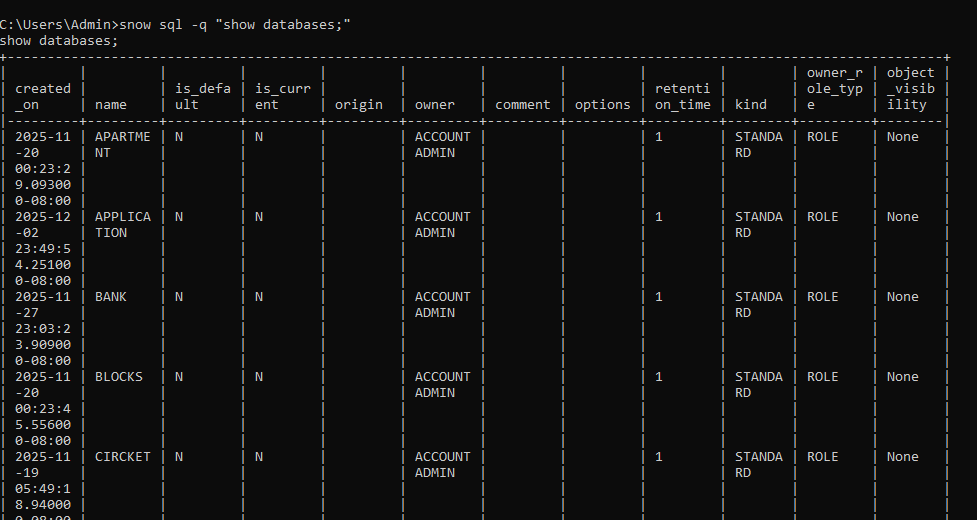 C:\Users\Admin>snow sql -q "show databases;"
show databases;
object
owner_r _visib
created is_defa is_curr retenti ole_typ ility
_on name ult ent origin owner comment options on_time kind e
2025-11 APARTME N N ACCOUNT 1 STANDA ROLE None
-20 NT ADMIN RD
00:23:2
9.09300
0-08:00
2025-12 APPLICA N N ACCOUNT 1 STANDA ROLE None
-02 TION ADMIN RD
23:49:5
4.25100
0-08:00
2025-11 BANK N N ACCOUNT 1 STANDA ROLE None
-27 ADMIN RD
23:03:2
3.90900
0-08:00
2025-11 BLOCKS N N ACCOUNT 1 STANDA ROLE None
-20 ADMIN RD
00:23:4
5.55600
0-08:00
2025-11 CIRCKET N N ACCOUNT 1 STANDA ROLE None
-19 ADMIN RD
05:49:1
8.94000
0-08:00